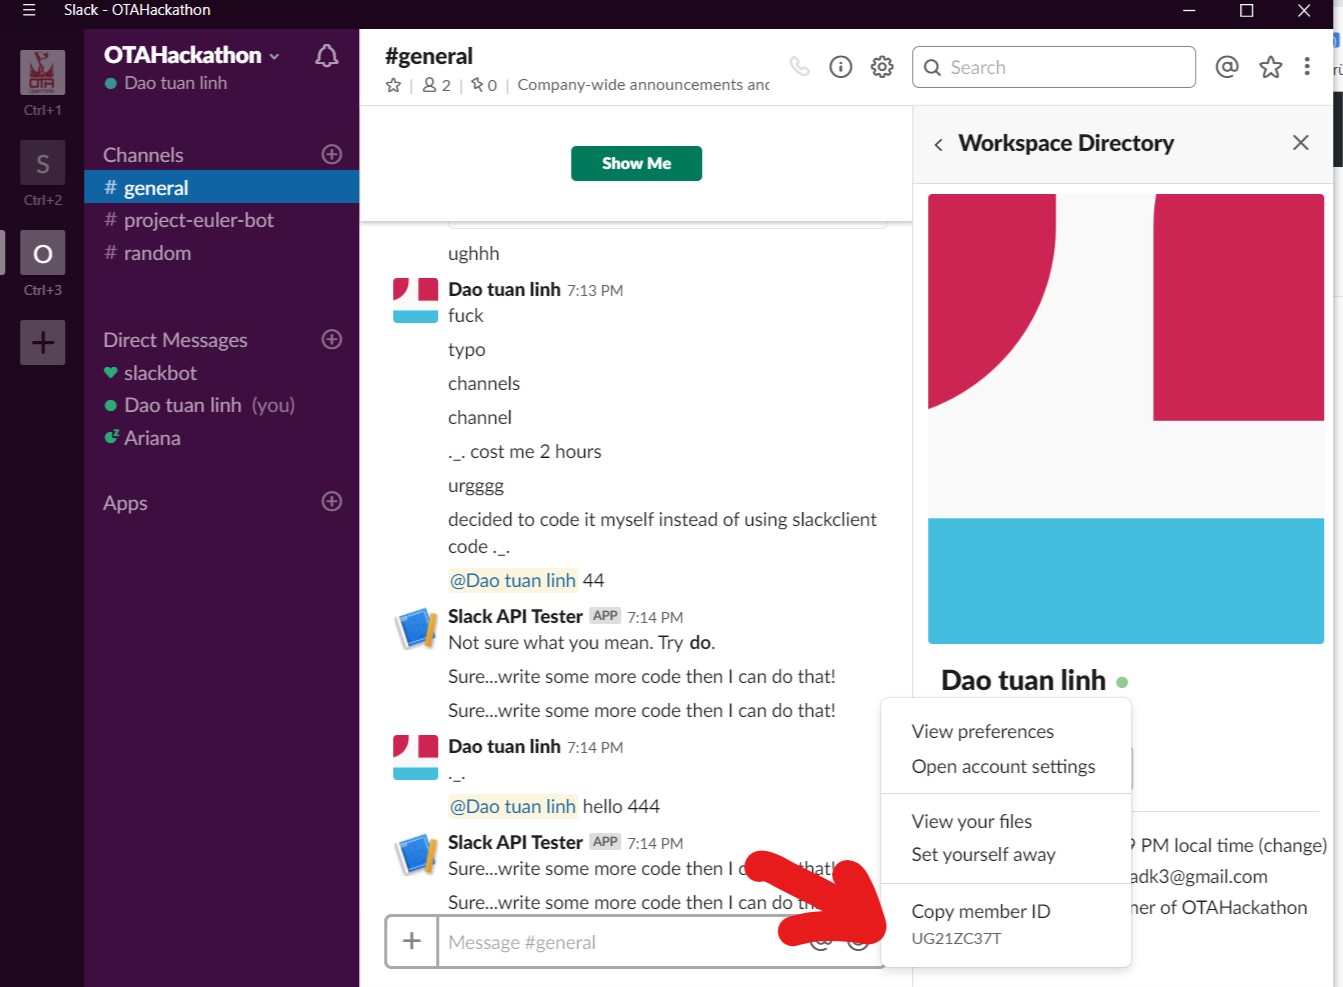 Slack - OTAHackathon
OTA
Ctrl+1
S
Ctrl+2
O
Ctrl+3
OTAHackathon
Dao tuan linh
Channels
# general
# project-euler-bot
# random
Direct Messages
slackbot
Dao tuan linh (you)
Ariana
Apps
#general
2 | 0 | Company-wide announcements and
Search
Show Me
ughhh
Dao tuan linh 7:13 PM
fuck
typo
channels
channel
._. cost me 2 hours
urgggg
decided to code it myself instead of using slackclient
code ._.
@Dao tuan linh 44
Slack API Tester APP 7:14 PM
Not sure what you mean. Try do.
Sure...write some more code then I can do that!
Sure...write some more code then I can do that!
Dao tuan linh 7:14 PM
._.
@Dao tuan linh hello 444
Slack API Tester APP 7:14 PM
Sure...write some more code then I can do that!
Sure...write some more code then I can do th
Message #general
Workspace Directory
Dao tuan linh
View preferences
Open account settings
View your files
Set yourself away
Copy member ID
UG21ZC37T
9 PM local time (change)
adk3@gmail.com
ner of OTAHackathon